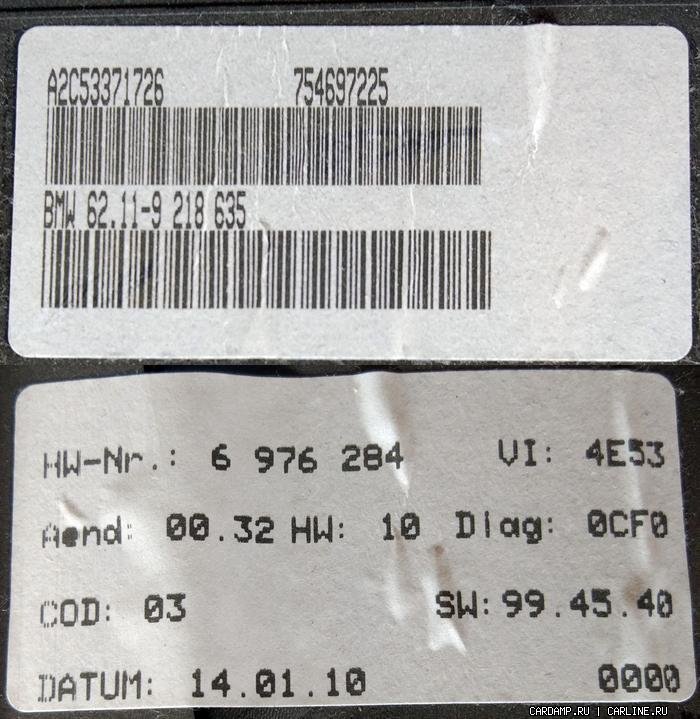 A2C53371726 754697225
BMW 62.11-9 218 635
HW-Nr.: 6 976 284 VI: 4E53
Aend: 00.32 HW: 10 Diag: 0CF0
COD: 03 SW: 99.45.40
DATUM: 14.01.10 0000
CARDAMP.RU | CARLINE.RU